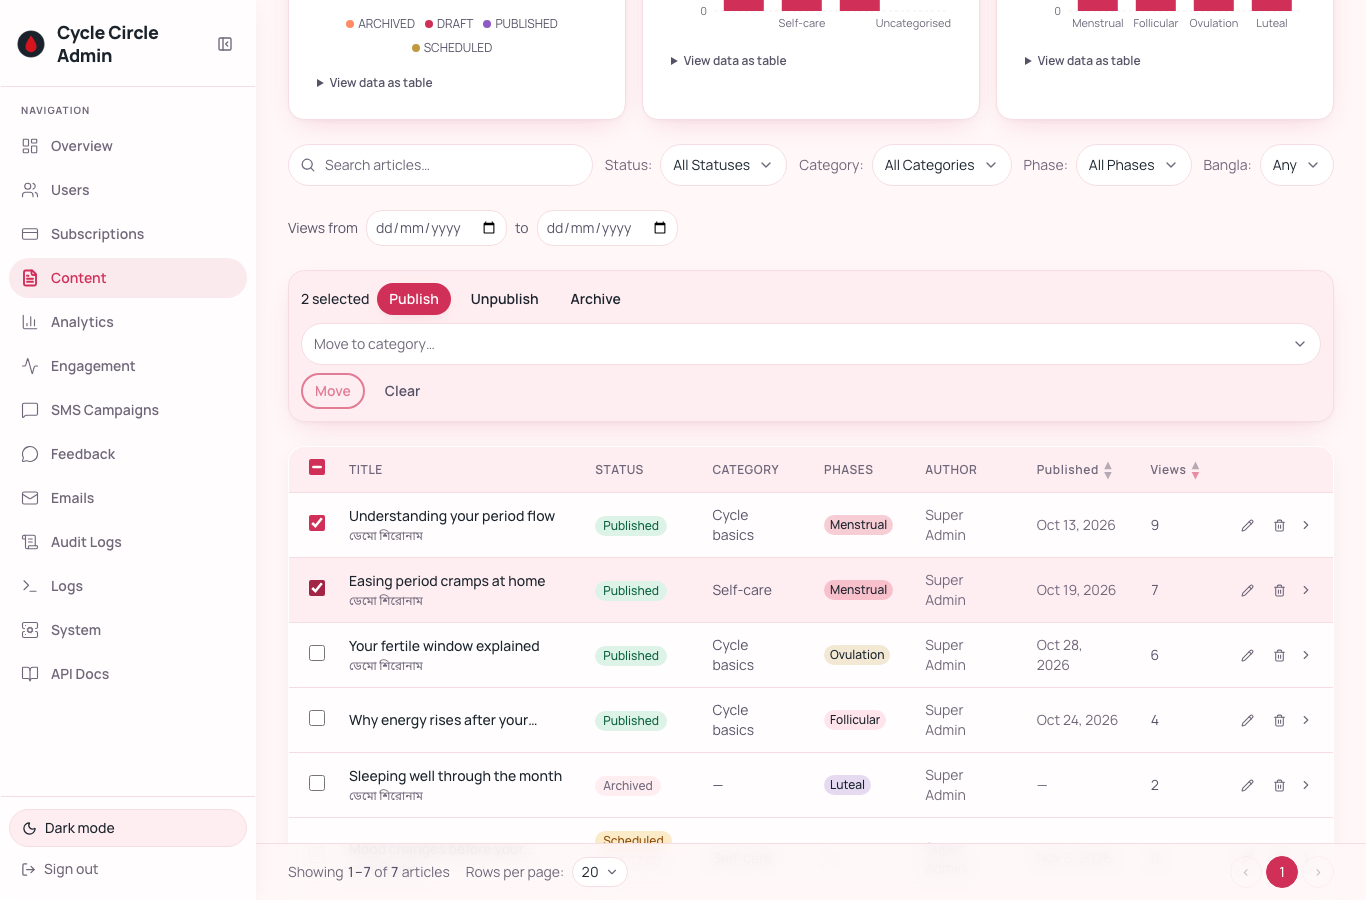 Cycle Circle
Admin
NAVIGATION
Overview
Users
Subscriptions
Content
Analytics
Engagement
SMS Campaigns
Feedback
Emails
Audit Logs
Logs
System
API Docs
Dark mode
Sign out
ARCHIVED DRAFT PUBLISHED
SCHEDULED
View data as table
0
Self-care Uncategorised
View data as table
0
Menstrual Follicular Ovulation Luteal
View data as table
Search articles... Status: All Statuses Category: All Categories Phase: All Phases Bangla: Any
Views from dd/mm/yyyy to dd/mm/yyyy
2 selected Publish Unpublish Archive
Move to category...
Move Clear
TITLE STATUS CATEGORY PHASES AUTHOR Published Views
Understanding your period flow
ডেমো শিরোনাম
Published
Cycle
basics
Menstrual
Super
Admin
Oct 13, 2026
9
Easing period cramps at home
ডেমো শিরোনাম
Published
Self-care
Menstrual
Super
Admin
Oct 19, 2026
7
Your fertile window explained
ডেমো শিরোনাম
Published
Cycle
basics
Ovulation
Super
Admin
Oct 28,
2026
6
Why energy rises after your...
Published
Cycle
basics
Follicular
Super
Admin
Oct 24, 2026
4
Sleeping well through the month
ডেমো শিরোনাম
Archived
—
Luteal
Super
Admin
—
2
Scheduled
Showing 1–7 of 7 articles Rows per page: 20
1